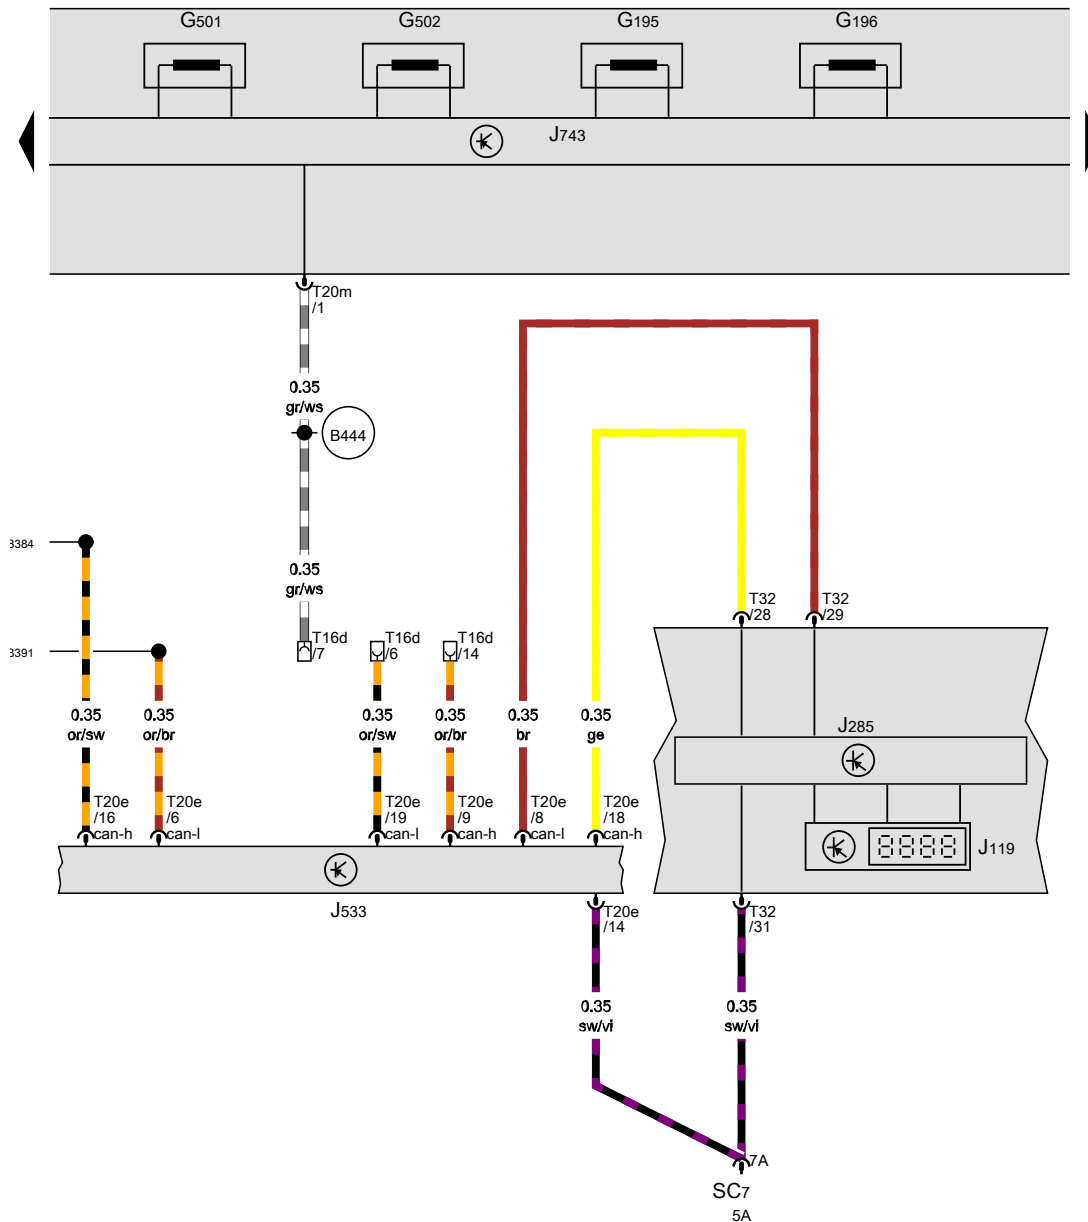 G501
G502
G195
G196
J743
T20m
/1
0.35
gr/ws
B444
3384
0.35
gr/ws
T32
/28
T32
/29
3391
T16d
/7
T16d
/6
T16d
/14
0.35
or/sw
0.35
or/br
0.35
or/sw
0.35
or/br
0.35
br
0.35
ge
J285
T20e
/16
can-h
T20e
/6
can-l
T20e
/19
can-l
T20e
/9
can-h
T20e
/8
can-l
T20e
/18
can-h
8888
J119
J533
T20e
/14
T32
/31
0.35
sw/vi
0.35
sw/vi
7A
SC7
5A